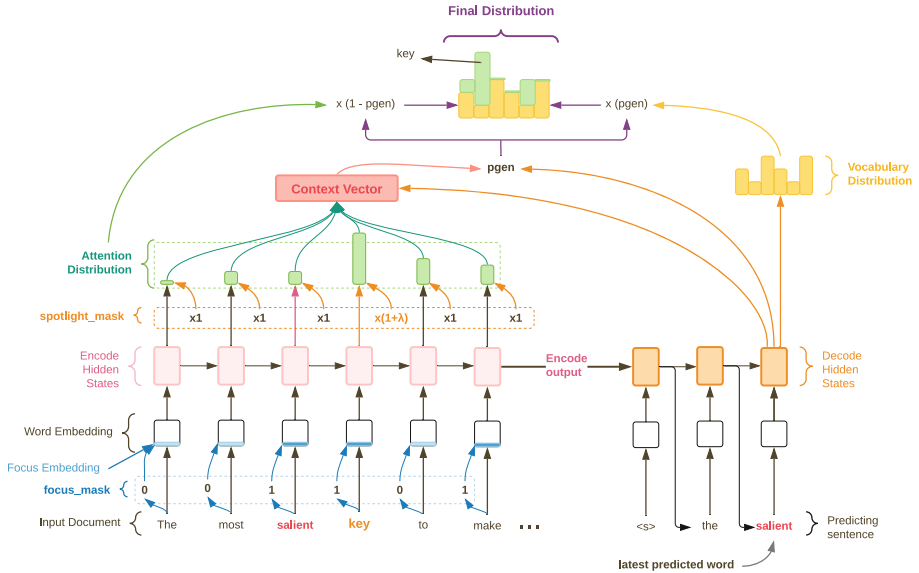 Final Distribution
key
x (1 - pgen)
x (pgen)
pgen
Vocabulary
Distribution
Context Vector
Attention
Distribution
spotlight_mask
x1
x1
x1
x(1+λ)
x1
x1
Encode
Hidden
States
Encode
output
Decode
Hidden
States
Word Embedding
Focus Embedding
focus_mask
0
0
1
1
0
1
Input Document
The
most
salient
key
to
make
...
<s>
the
salient
Predicting
sentence
latest predicted word